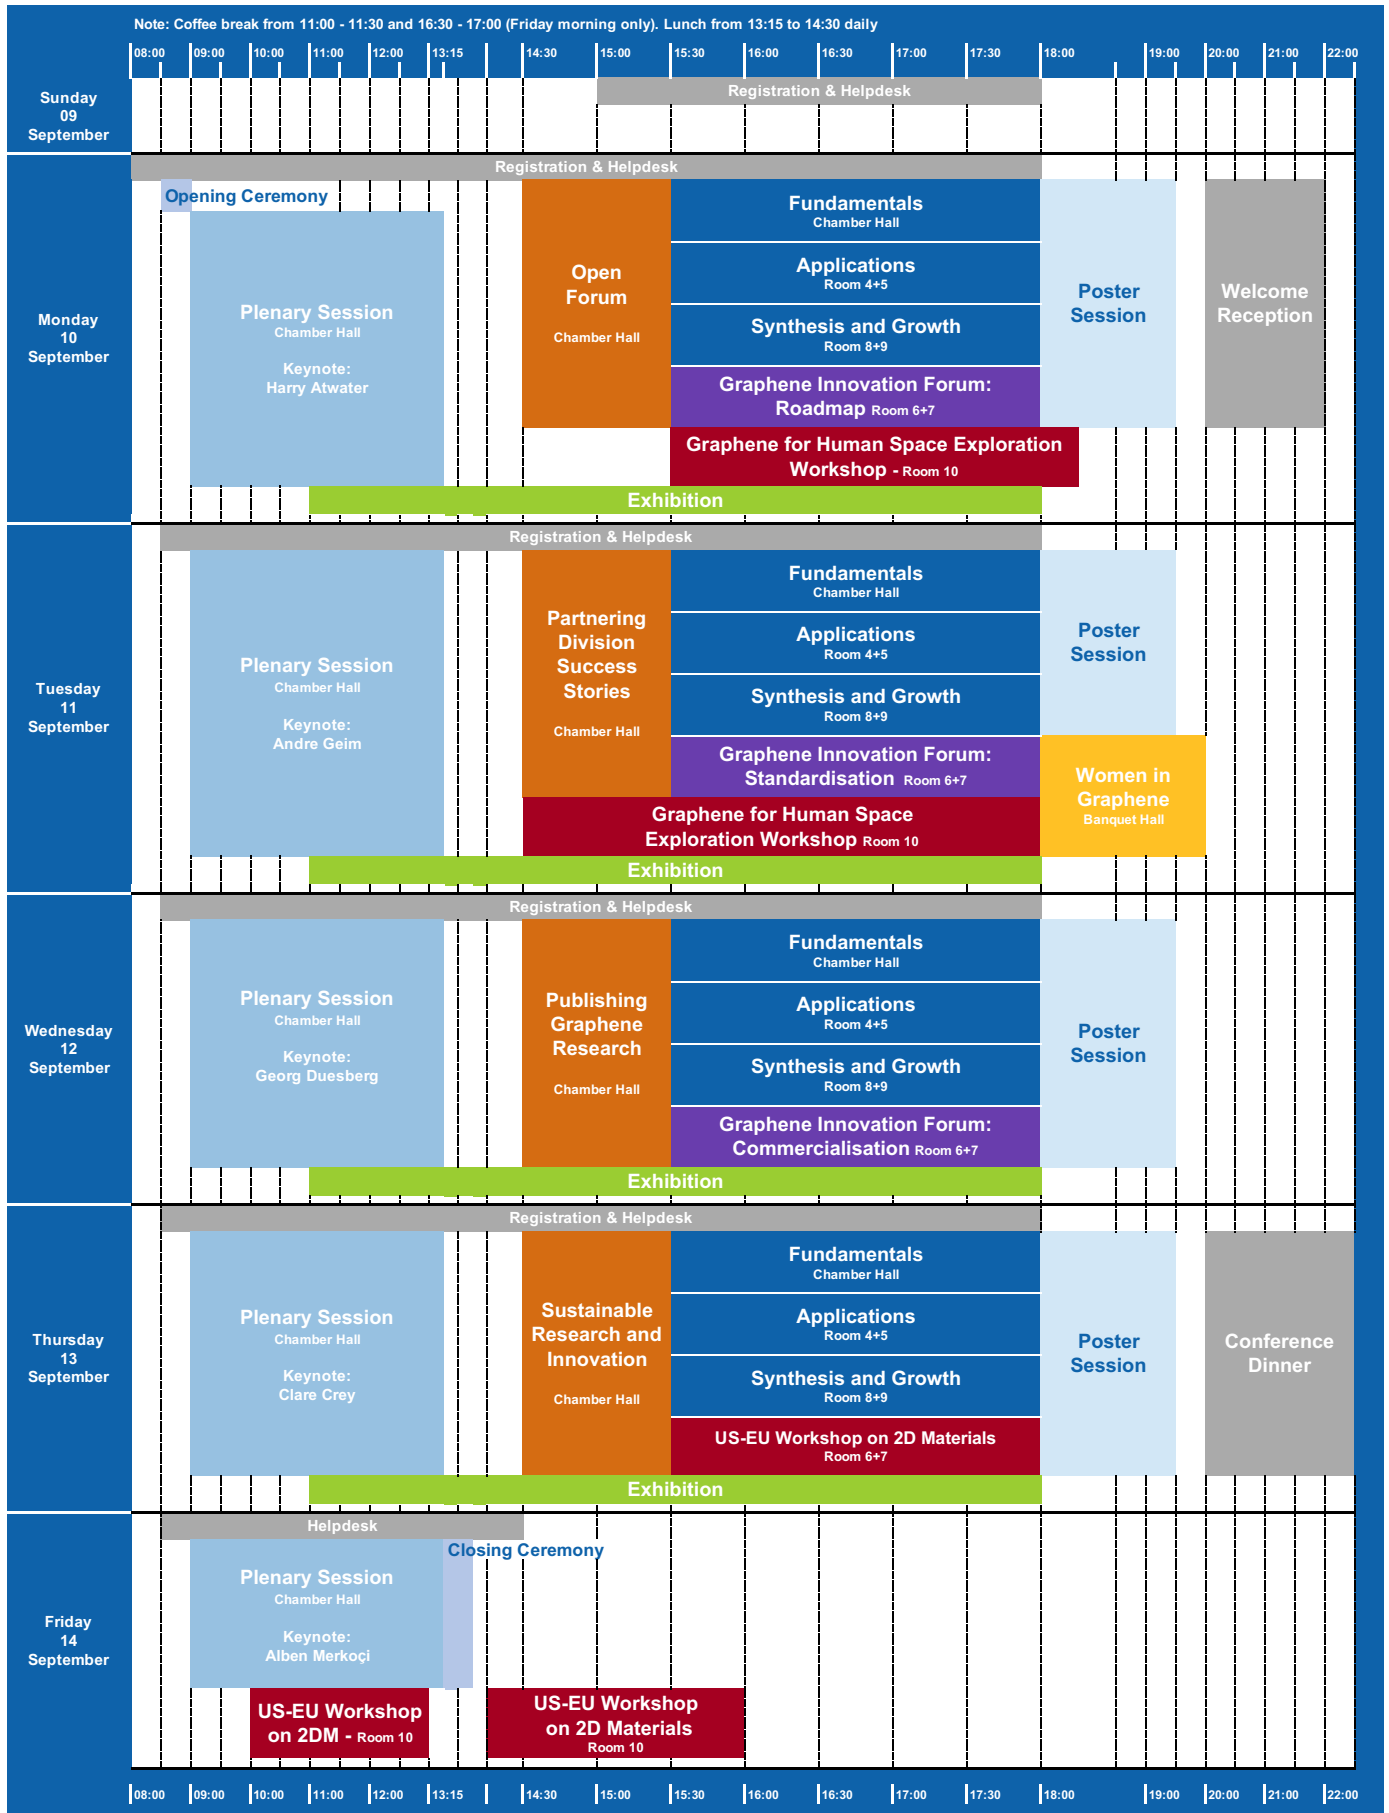 Note: Coffee break from 11:00 - 11:30 and 16:30 - 17:00 (Friday morning only). Lunch from 13:15 to 14:30 daily
08:00 09:00 10:00 11:00 12:00 13:15 14:30 15:00 15:30 16:00 16:30 17:00 17:30 18:00 19:00 20:00 21:00 22:00
Sunday
09
September
Registration & Helpdesk
Monday
10
September
Registration & Helpdesk
Opening Ceremony
Plenary Session
Chamber Hall
Keynote:
Harry Atwater
Open
Forum
Chamber Hall
Fundamentals
Chamber Hall
Applications
Room 4+5
Synthesis and Growth
Room 8+9
Graphene Innovation Forum:
Roadmap Room 6+7
Graphene for Human Space Exploration
Workshop - Room 10
Poster
Session
Welcome
Reception
Exhibition
Tuesday
11
September
Registration & Helpdesk
Plenary Session
Chamber Hall
Keynote:
Andre Geim
Partnering
Division
Success
Stories
Chamber Hall
Fundamentals
Chamber Hall
Applications
Room 4+5
Synthesis and Growth
Room 8+9
Graphene Innovation Forum:
Standardisation Room 6+7
Graphene for Human Space
Exploration Workshop Room 10
Poster
Session
Women in
Graphene
Banquet Hall
Exhibition
Wednesday
12
September
Registration & Helpdesk
Plenary Session
Chamber Hall
Keynote:
Georg Duesberg
Publishing
Graphene
Research
Chamber Hall
Fundamentals
Chamber Hall
Applications
Room 4+5
Synthesis and Growth
Room 8+9
Graphene Innovation Forum:
Commercialisation Room 6+7
Poster
Session
Exhibition
Thursday
13
September
Registration & Helpdesk
Plenary Session
Chamber Hall
Keynote:
Clare Crey
Sustainable
Research and
Innovation
Chamber Hall
Fundamentals
Chamber Hall
Applications
Room 4+5
Synthesis and Growth
Room 8+9
US-EU Workshop on 2D Materials
Room 6+7
Poster
Session
Conference
Dinner
Exhibition
Friday
14
September
Helpdesk
Closing Ceremony
Plenary Session
Chamber Hall
Keynote:
Alben Merkoçi
US-EU Workshop
on 2DM - Room 10
US-EU Workshop
on 2D Materials
Room 10
08:00 09:00 10:00 11:00 12:00 13:15 14:30 15:00 15:30 16:00 16:30 17:00 17:30 18:00 19:00 20:00 21:00 22:00